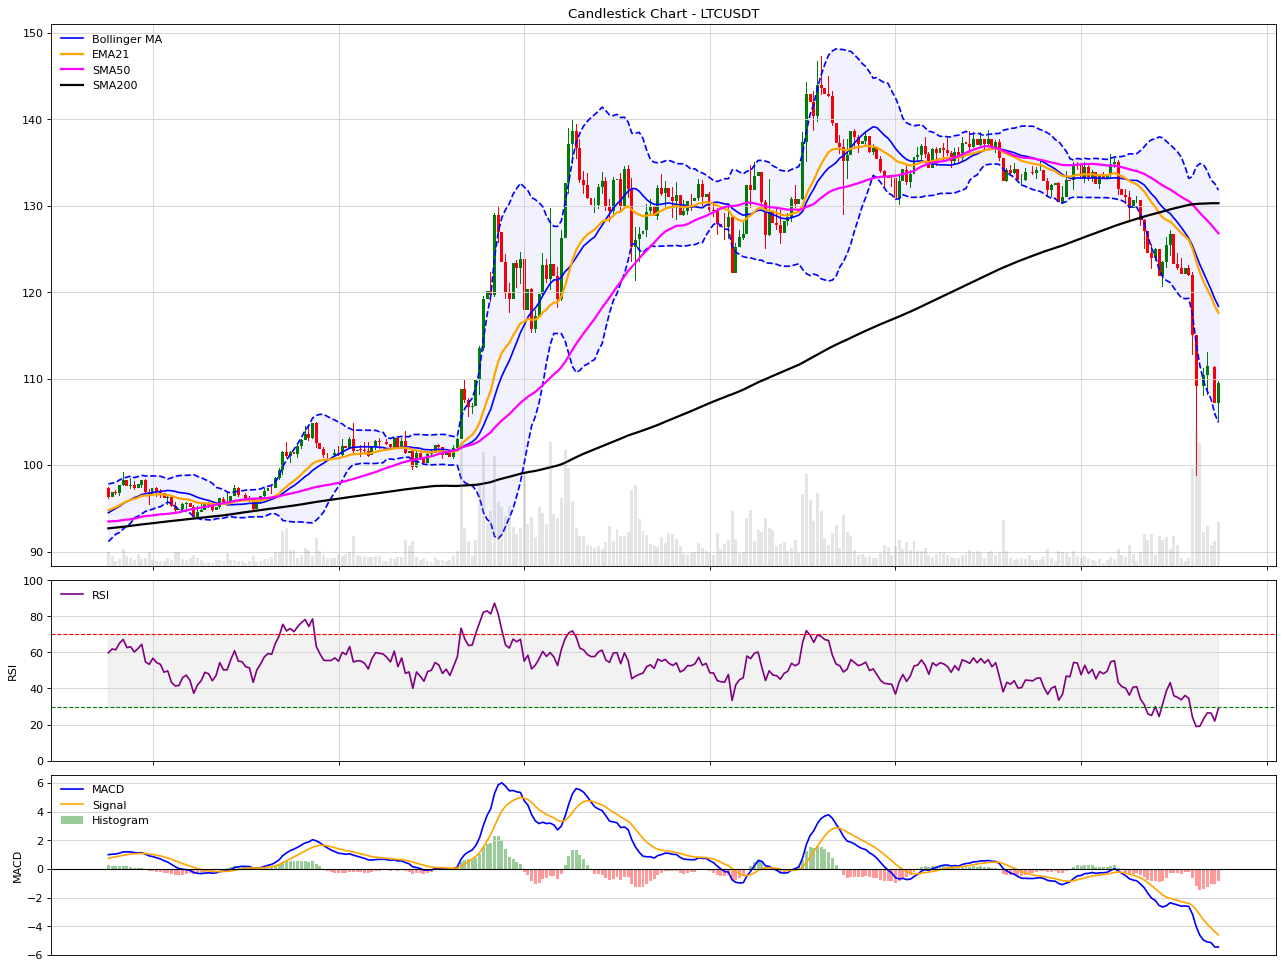 Candlestick Chart - LTCUSDT
150
140
130
120
110
100
90
Bollinger MA
EMA21
SMA50
SMA200
100
80
60
40
20
0
RSI
RSI
6
4
2
0
−2
−4
−6
MACD
MACD
Signal
Histogram